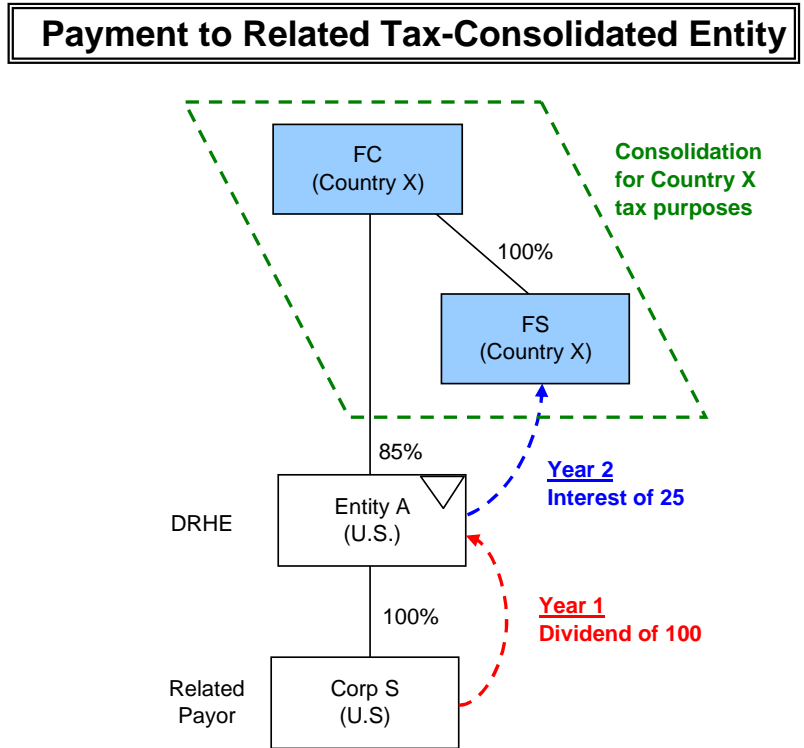 Payment to Related Tax-Consolidated Entity
FC
(Country X)
Consolidation
for Country X
tax purposes
100%
FS
(Country X)
85%
Year 2
Interest of 25
DRHE
Entity A
(U.S.)
100%
Year 1
Dividend of 100
Related
Payor
Corp S
(U.S)